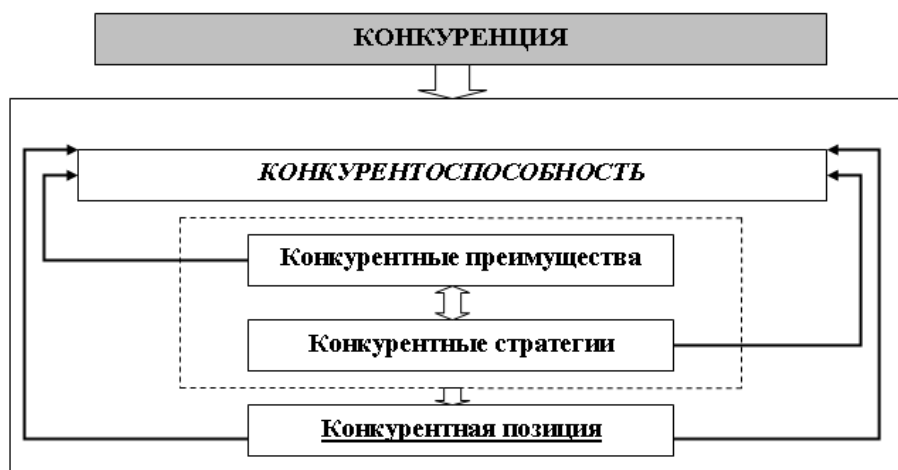 КОНКУРЕНЦИЯ
КОНКУРЕНТОСПОСОБНОСТЬ
Конкурентные преимущества
Конкурентные стратегии
Конкурентная позиция